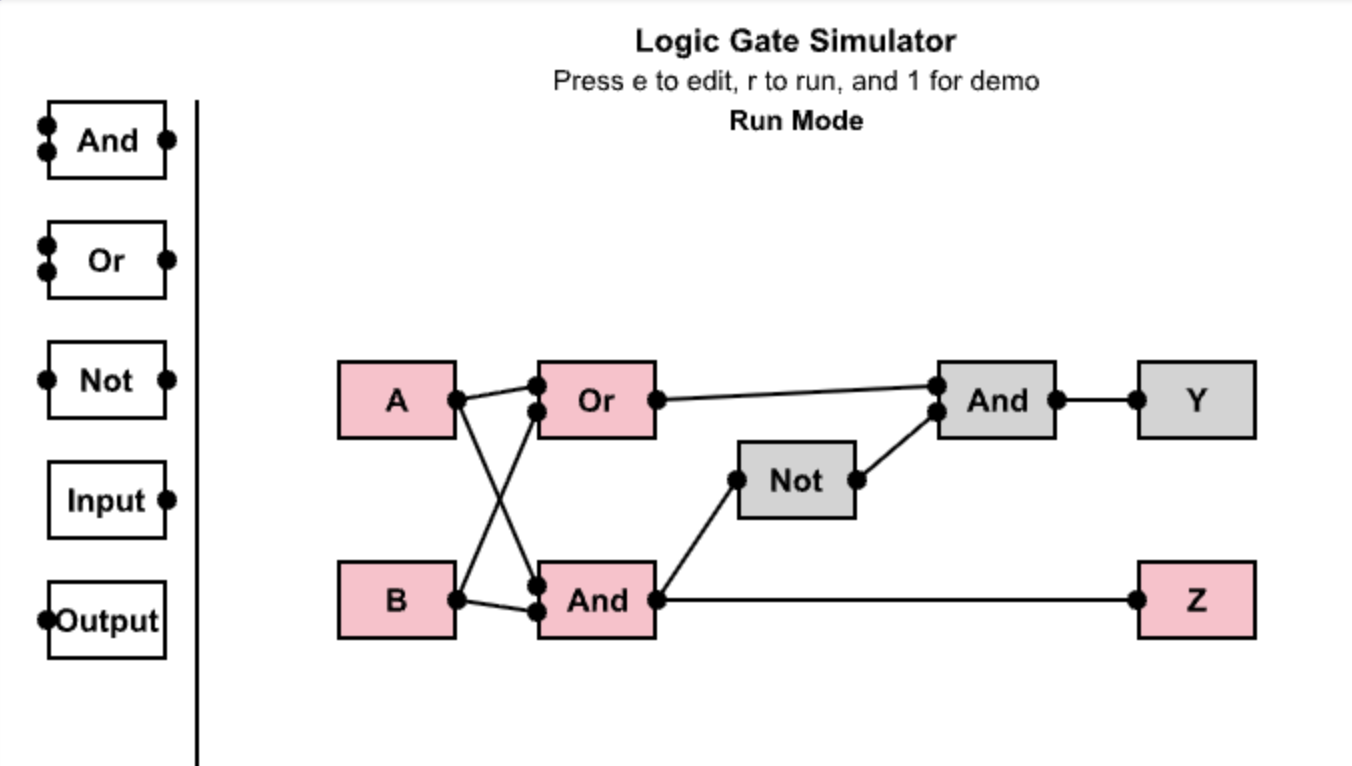 Logic Gate Simulator
Press e to edit, r to run, and 1 for demo
Run Mode
And
Or
Not
Input
Output
A
Or
And
Y
Not
B
And
Z